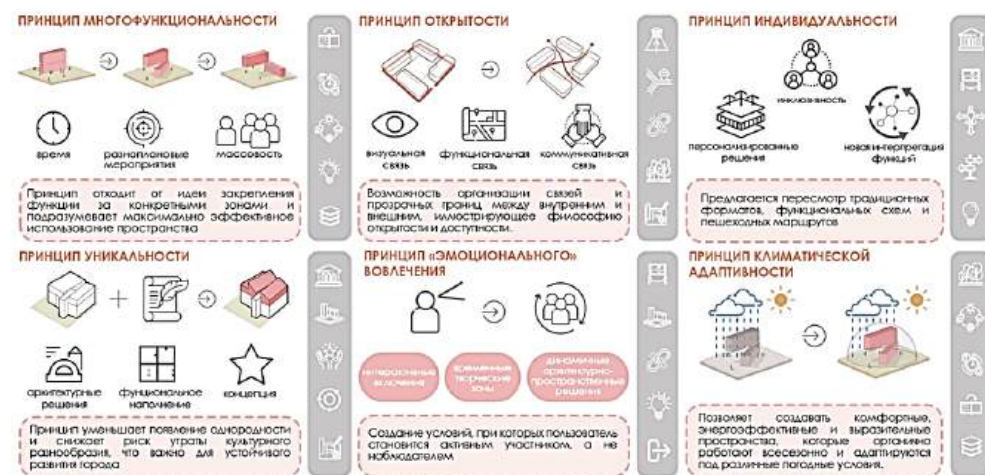 ПРИНЦИП МНОГОФУНКЦИОНАЛЬНОСТИ
время
разноплановые
мероприятия
массовость
Принцип отходит от идеи закрепления
функции за конкретными зонами и
подразумевает максимально эффективное
использование пространства
ПРИНЦИП ОТКРЫТОСТИ
визуальная
связь
функциональная
связь
коммуникативная
связь
Возможность организации связей и
прозрачных границ между внутренним и
внешним, иллюстрирующее философию
открытости и доступности.
ПРИНЦИП ИНДИВИДУАЛЬНОСТИ
инклюзивность
персонализированные
решения
новая интерпретация
функций
Предлагается пересмотр традиционных
форматов, функциональных схем и
пешеходных маршрутов
ПРИНЦИП УНИКАЛЬНОСТИ
архитектурные
решения
фунциональное
наполнение
концепция
Принцип уменьшает появление однородности
и снижает риск утраты культурного
разнообразия, что важно для устойчивого
развития города
ПРИНЦИП «ЭМОЦИОНАЛЬНОГО»
ВОВЛЕЧЕНИЯ
интерактивные
включения
временные
творческие
зоны
динамичные
архитектурно-
пространственные
решения
Создание условий, при которых пользователь
становится активным участником, а не
наблюдателем
ПРИНЦИП КЛИМАТИЧЕСКОЙ
АДАПТИВНОСТИ
Позволяет создавать комфортные,
энергоэффективные и выразительные
пространства, которые органично
работают всесезонно и адаптируются
под различные погодные условия.